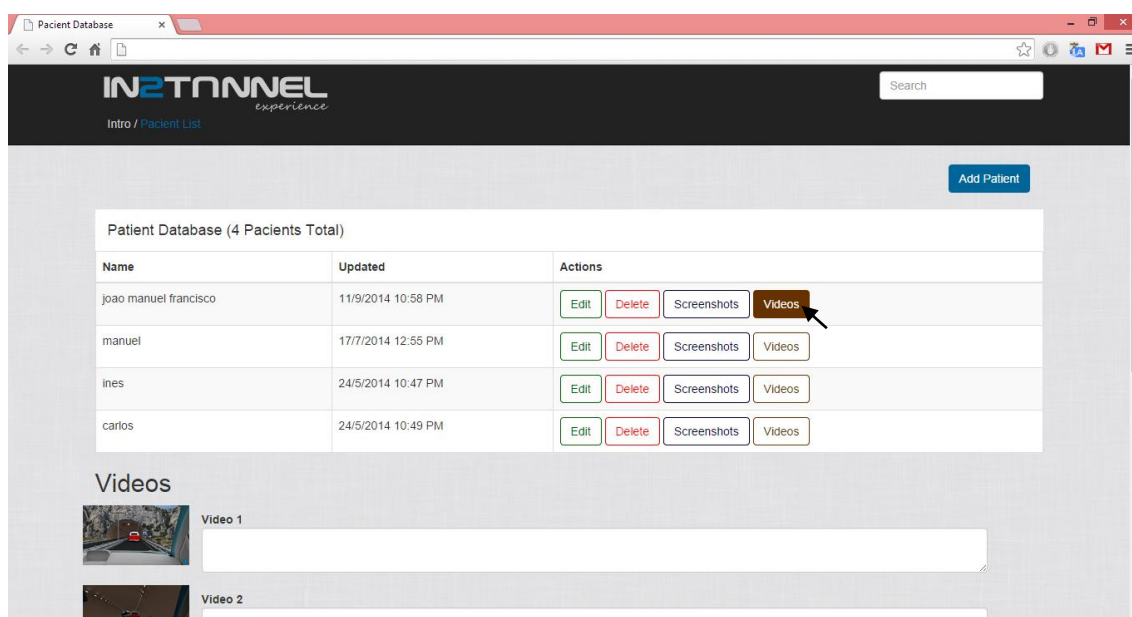 Pacient Database
IN2TUNNEL
experience
Search
Intro / Pacient List
Add Patient
Patient Database (4 Pacients Total)
Name Updated Actions
joao manuel francisco 11/9/2014 10:58 PM Edit Delete Screenshots Videos
manuel 17/7/2014 12:55 PM Edit Delete Screenshots Videos
ines 24/5/2014 10:47 PM Edit Delete Screenshots Videos
carlos 24/5/2014 10:49 PM Edit Delete Screenshots Videos
Videos
Video 1
Video 2